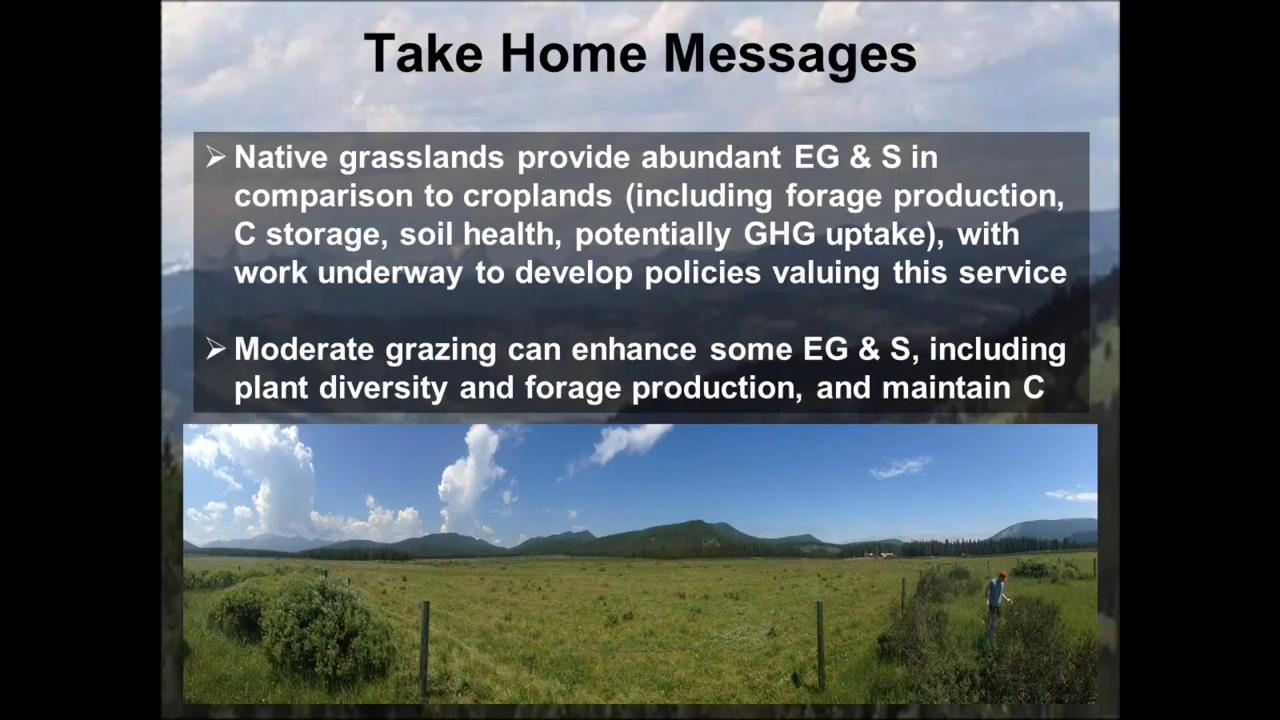 Take Home Messages
➢ Native grasslands provide abundant EG & S in
comparison to croplands (including forage production,
C storage, soil health, potentially GHG uptake), with
work underway to develop policies valuing this service
➢ Moderate grazing can enhance some EG & S, including
plant diversity and forage production, and maintain C